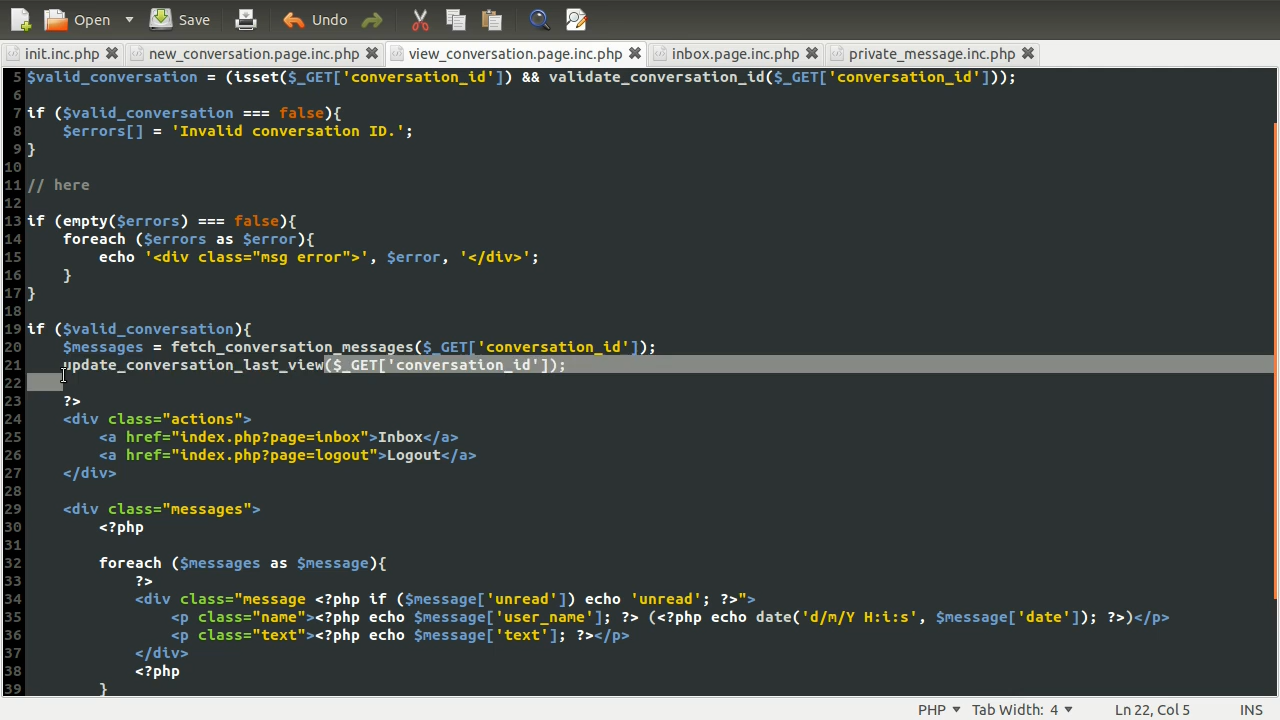 Open Save Undo
init.inc.php new_conversation.page.inc.php view_conversation.page.inc.php inbox.page.inc.php private_message.inc.php
5 $valid_conversation = (isset($_GET['conversation_id']) && validate_conversation_id($_GET['conversation_id']));
6
7 if ($valid_conversation === false){
8     $errors[] = 'Invalid conversation ID.';
9 }
10
11 // here
12
13 if (empty($errors) === false){
14     foreach ($errors as $error){
15         echo '<div class="msg error">', $error, '</div>';
16     }
17 }
18
19 if ($valid_conversation){
20     $messages = fetch_conversation_messages($_GET['conversation_id']);
21     update_conversation_last_view($_GET['conversation_id']);
22
23     ?>
24     <div class="actions">
25         <a href="index.php?page=inbox">Inbox</a>
26         <a href="index.php?page=logout">Logout</a>
27     </div>
28
29     <div class="messages">
30         <?php
31
32         foreach ($messages as $message){
33             ?>
34             <div class="message <?php if ($message['unread']) echo 'unread'; ?>">
35                 <p class="name"><?php echo $message['user_name']; ?> (<?php echo date('d/m/Y H:i:s', $message['date']); ?>)</p>
36                 <p class="text"><?php echo $message['text']; ?></p>
37             </div>
38             <?php
39         }
PHP Tab Width: 4 Ln 22, Col 5 INS